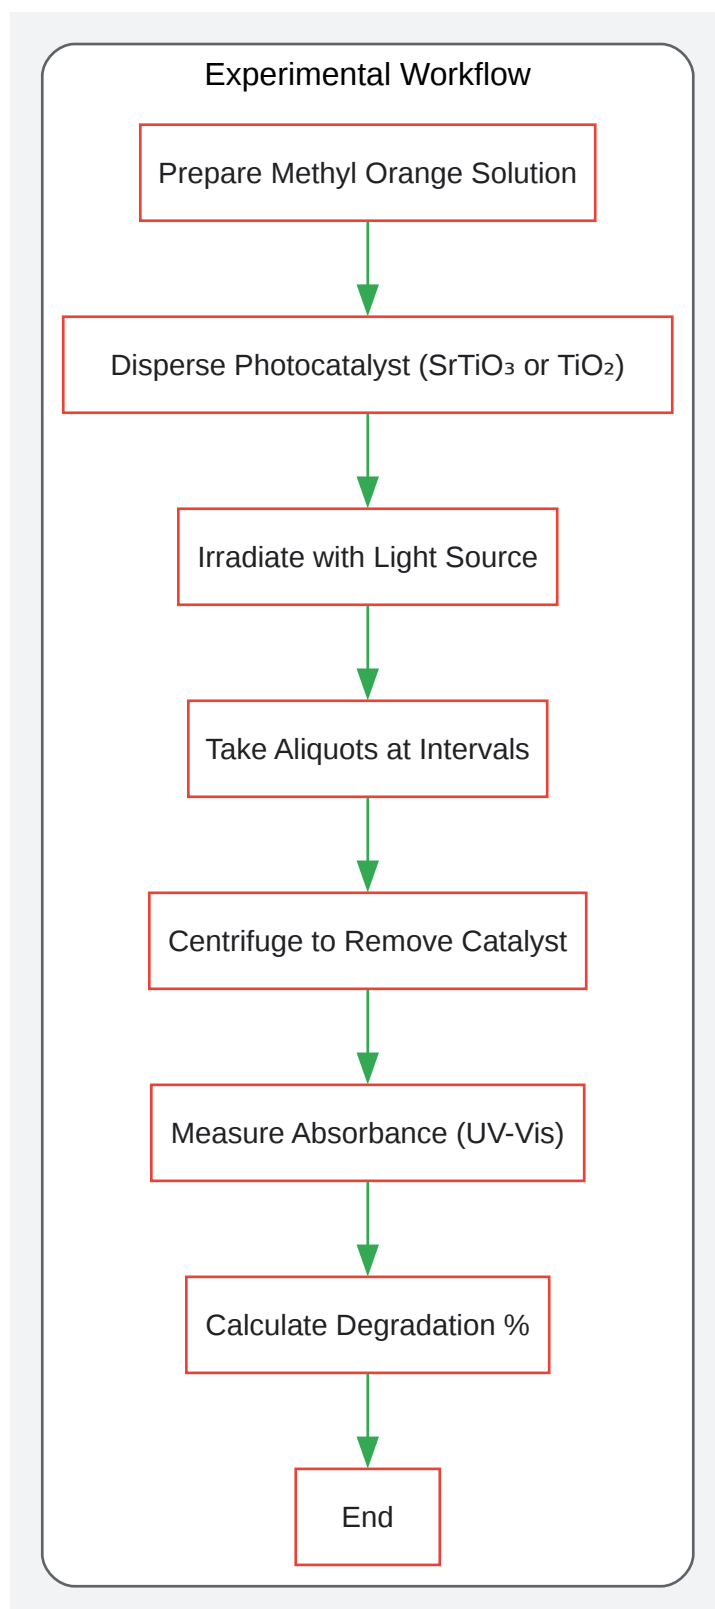 Experimental Workflow
Prepare Methyl Orange Solution
Disperse Photocatalyst (SrTiO₃ or TiO₂)
Irradiate with Light Source
Take Aliquots at Intervals
Centrifuge to Remove Catalyst
Measure Absorbance (UV-Vis)
Calculate Degradation %
End